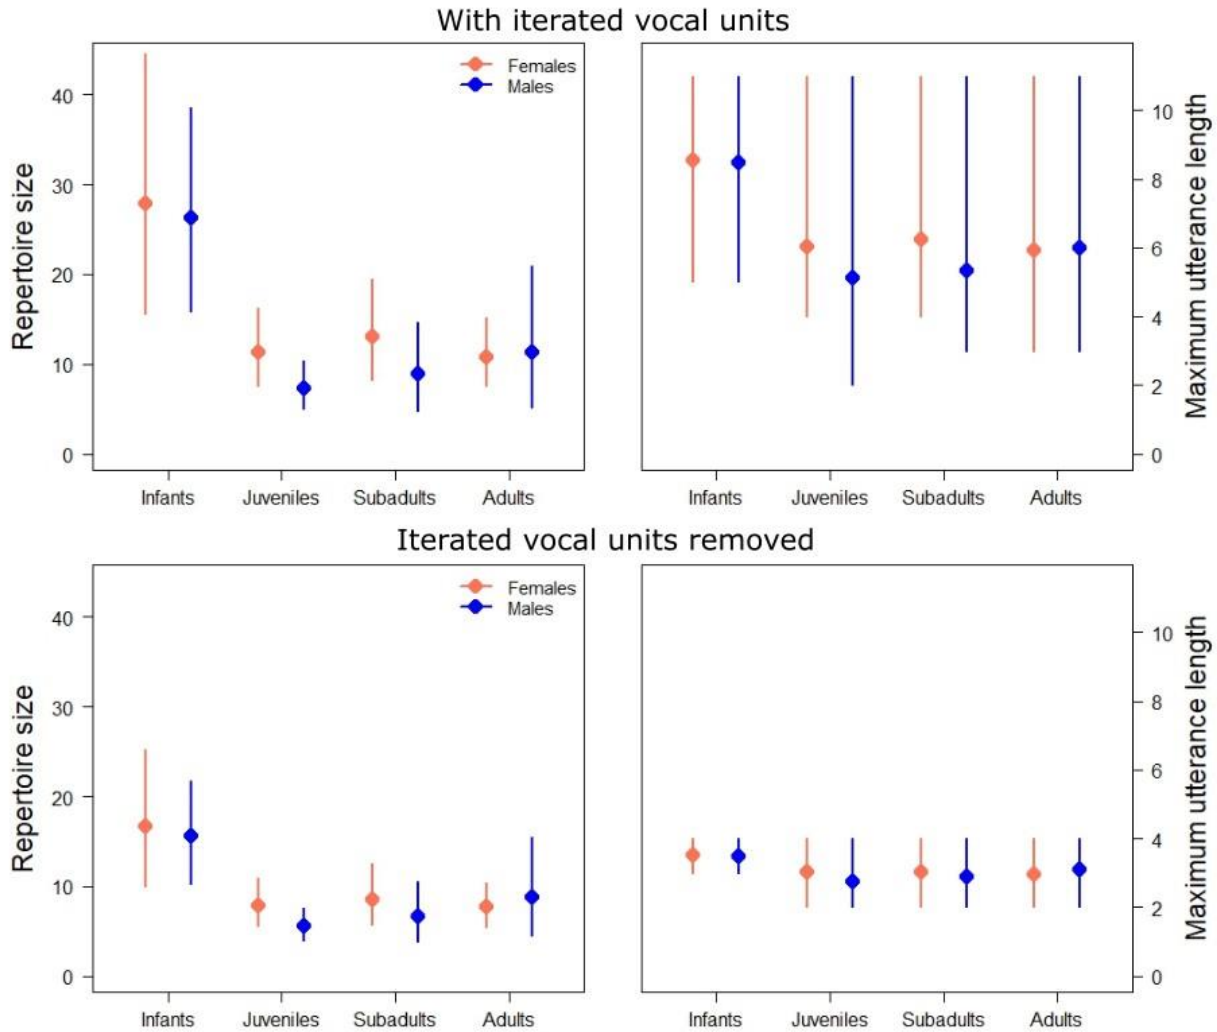 With iterated vocal units
Females
Males
40
30
20
10
0
Repertoire size
Infants Juveniles Subadults Adults
10
8
6
4
2
0
Maximum utterance length
Infants Juveniles Subadults Adults
Iterated vocal units removed
Females
Males
40
30
20
10
0
Repertoire size
Infants Juveniles Subadults Adults
10
8
6
4
2
0
Maximum utterance length
Infants Juveniles Subadults Adults